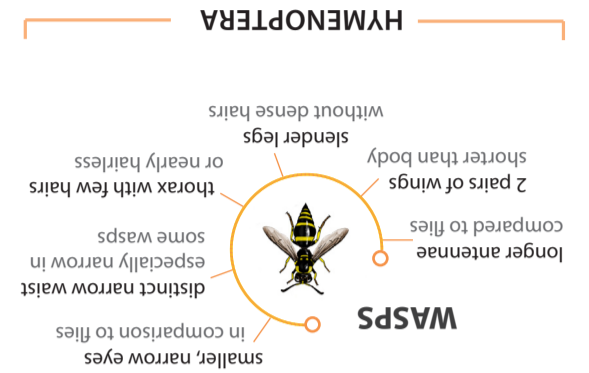 WASPS
smaller, narrow eyes
in comparison to flies
distinct narrow waist
especially narrow in
some wasps
thorax with few hairs
or nearly hairless
slender legs
without dense hairs
2 pairs of wings
shorter than body
longer antennae
compared to flies
HYMENOPTERA